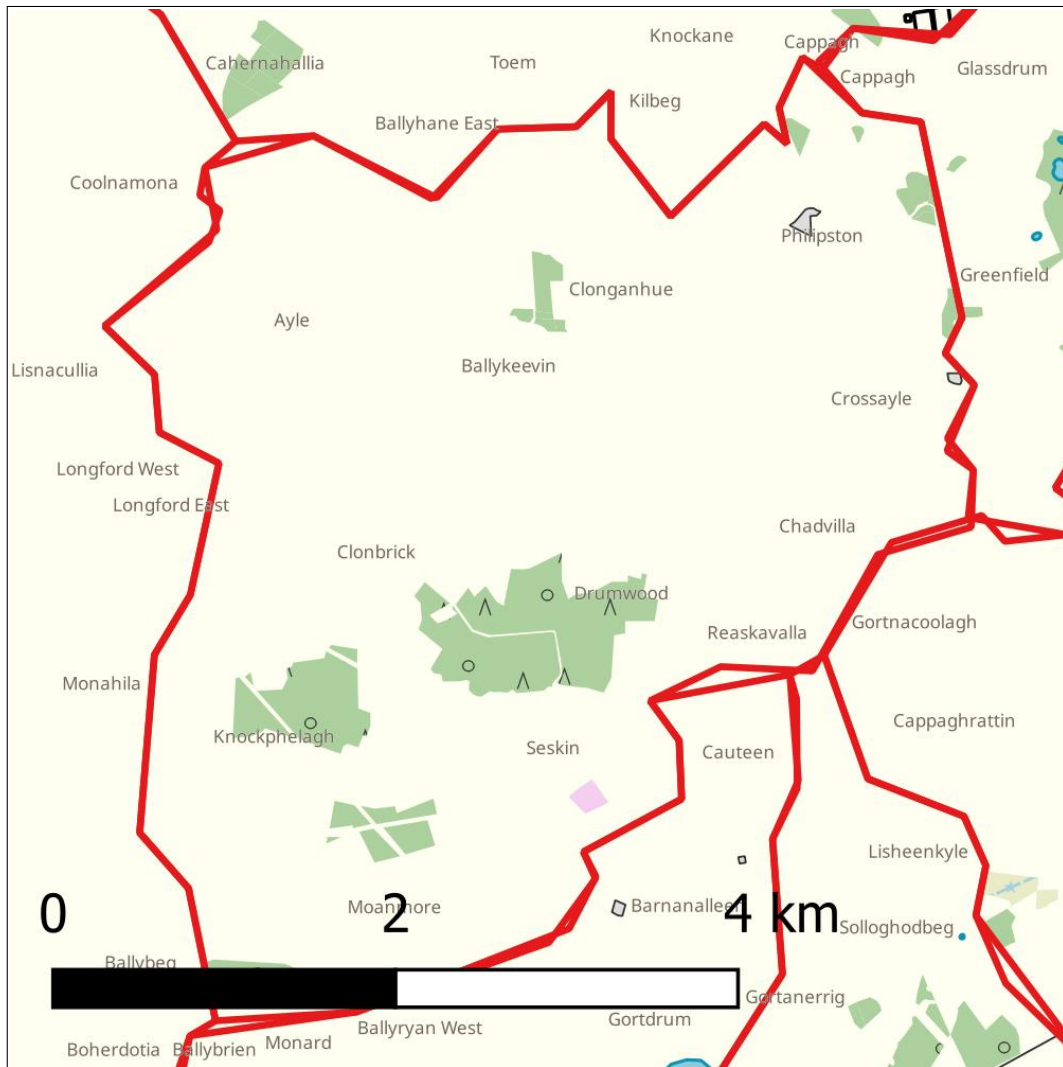 Knockane
Cappagh
Cahernahallia
Toem
Glassdrum
Cappagh
Kilbeg
Ballyhane East
Coolnamona
Philipston
Greenfield
Clonganhue
Ayle
Ballykeevin
Lisnacullia
Crossayle
Longford West
Longford East
Chadvilla
Clonbrick
Drumwood
Gortnacoolagh
Reaskavalla
Monahila
Cappaghrattin
Knockphelagh
Seskin
Cauteen
Lisheenkyle
Moanmore
Barnanalleen
0 2 4 km
Solloghodbeg
Ballybeg
Gortanerrig
Gortdrum
Ballyryan West
Monard
Boherdotia
Ballybrien